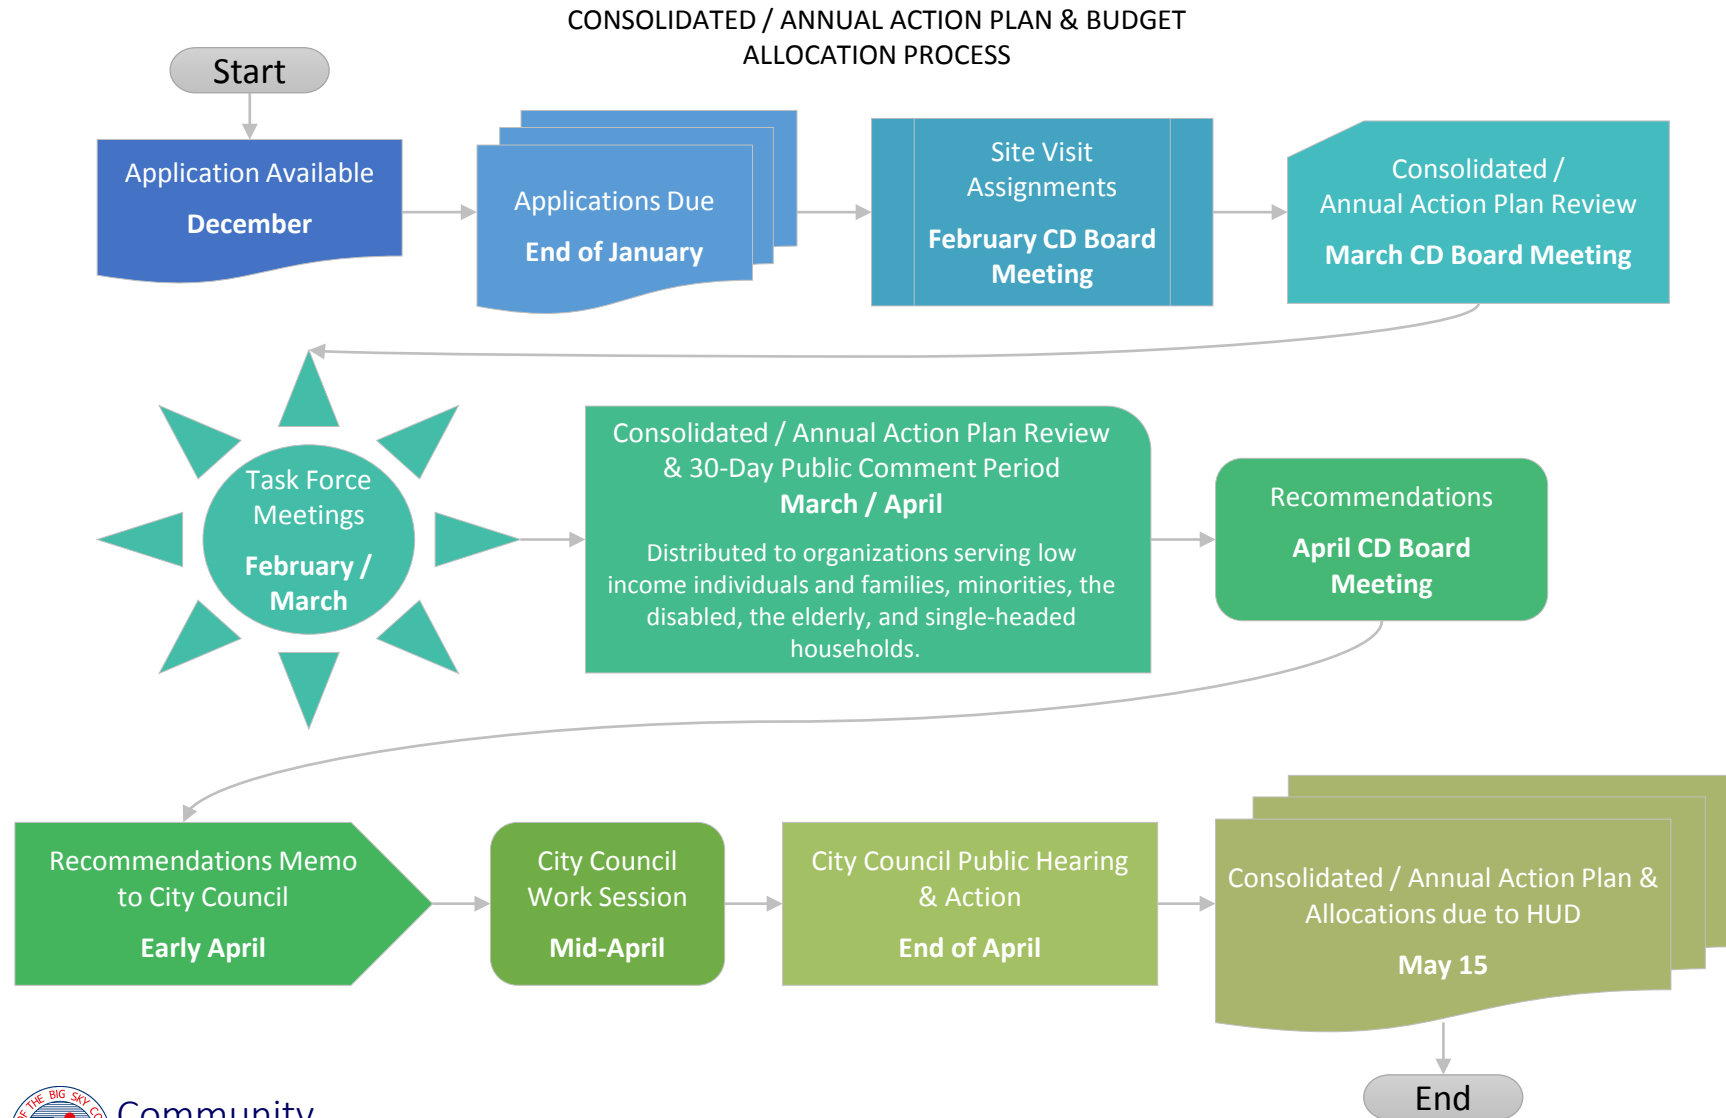 CONSOLIDATED / ANNUAL ACTION PLAN & BUDGET
ALLOCATION PROCESS
Start
Application Available
December
Applications Due
End of January
Site Visit
Assignments
February CD Board
Meeting
Consolidated /
Annual Action Plan Review
March CD Board Meeting
Task Force
Meetings
February /
March
Consolidated / Annual Action Plan Review
& 30-Day Public Comment Period
March / April
Distributed to organizations serving low
income individuals and families, minorities, the
disabled, the elderly, and single-headed
households.
Recommendations
April CD Board
Meeting
Recommendations Memo
to City Council
Early April
City Council
Work Session
Mid-April
City Council Public Hearing
& Action
End of April
Consolidated / Annual Action Plan &
Allocations due to HUD
May 15
End
OF THE BIG SKY
Community